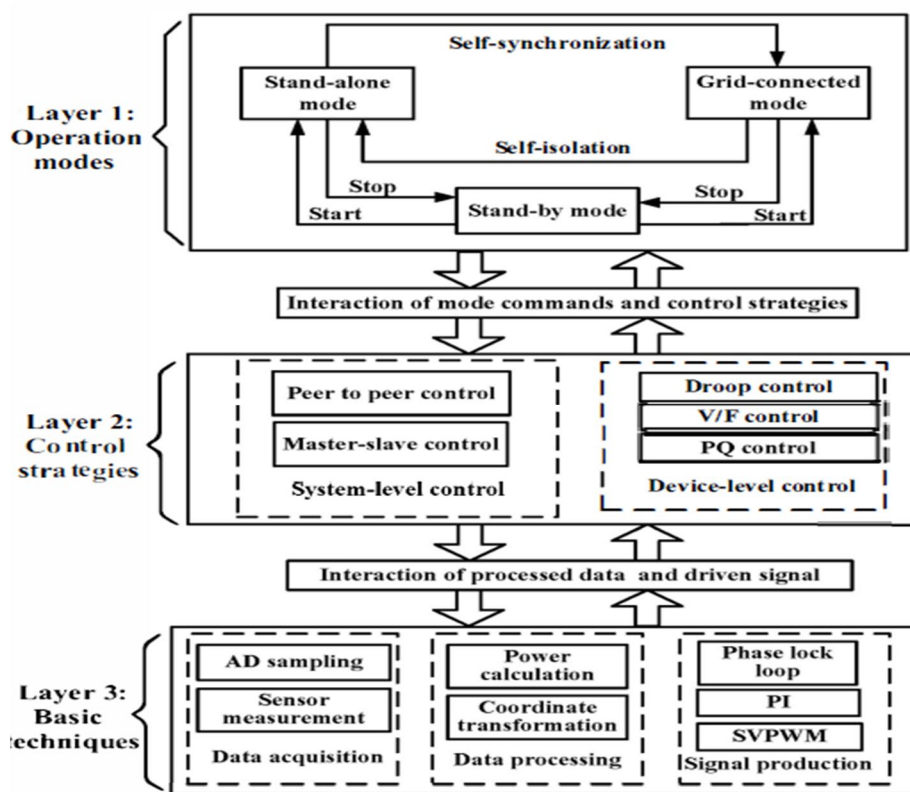 Self-synchronization
Stand-alone
mode
Grid-connected
mode
Layer 1:
Operation
modes
Self-isolation
Stop
Stop
Start
Stand-by mode
Start
Interaction of mode commands and control strategies
Layer 2:
Control
strategies
Peer to peer control
Master-slave control
System-level control
Droop control
V/F control
PQ control
Device-level control
Interaction of processed data and driven signal
Layer 3:
Basic
techniques
AD sampling
Sensor
measurement
Data acquisition
Power
calculation
Coordinate
transformation
Data processing
Phase lock
loop
PI
SVPWM
Signal production